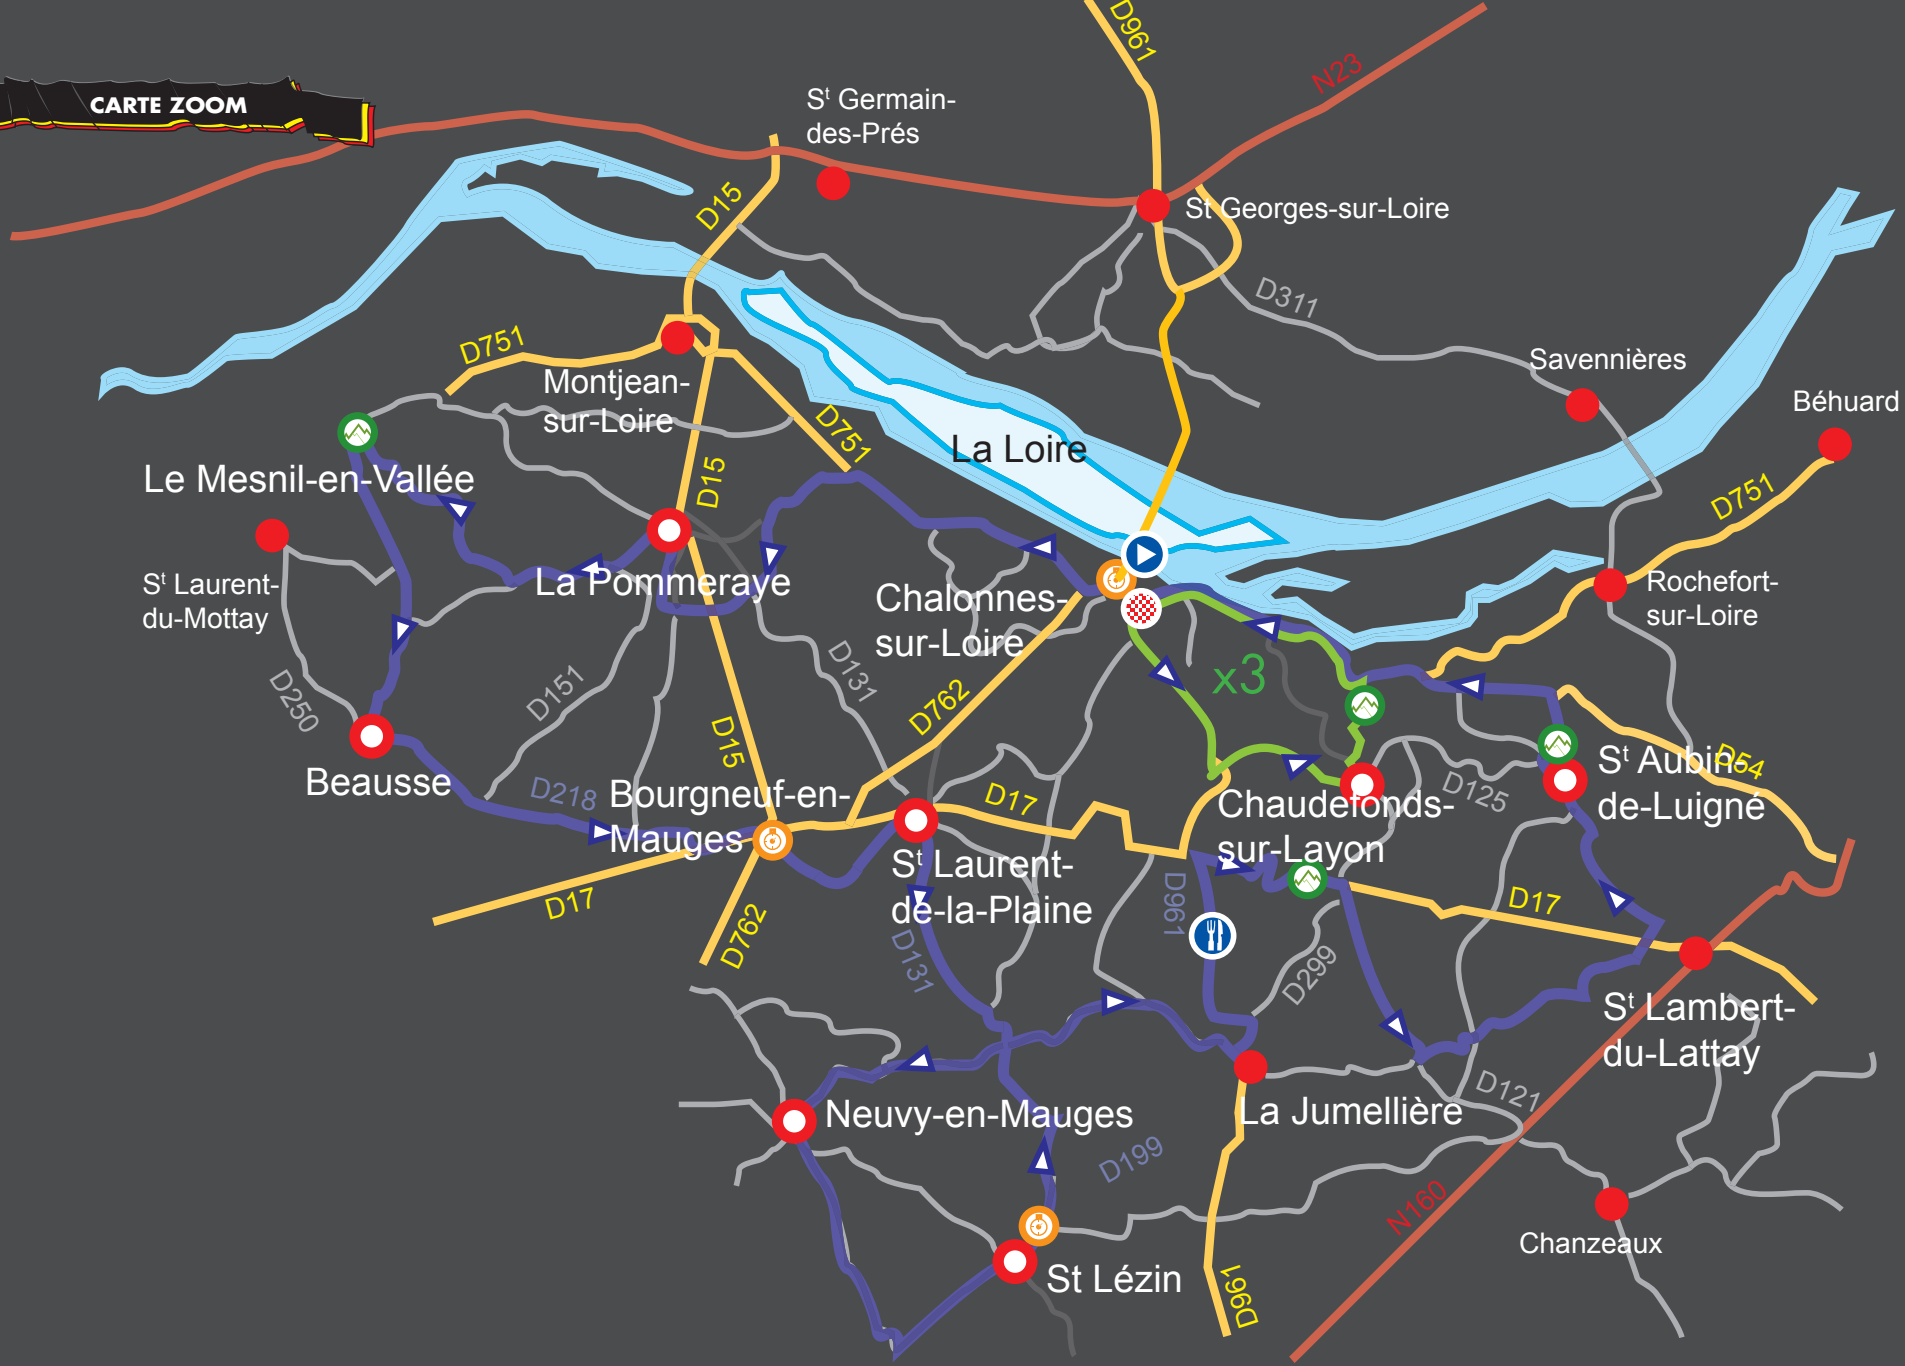 D961
N23
CARTE ZOOM
St Germain-
des-Prés
D15
St Georges-sur-Loire
D311
D751
Savennières
Montjean-
sur-Loire
Béhuard
D751
La Loire
Le Mesnil-en-Vallée
D15
D751
St Laurent-
du-Mottay
La Pommeraye
Chalonnes-
sur-Loire
Rochefort-
sur-Loire
D131
x3
D250
D151
D762
D15
St Aubin-
de-Luigné
D54
Beausse
D218
Bourgneuf-en-
Mauges
D17
D125
Chaudefonds-
sur-Layon
St Laurent-
de-la-Plaine
D17
D961
D17
D762
D131
D299
St Lambert-
du-Lattay
Neuvy-en-Mauges
La Jumellière
D121
D199
N160
Chanzeaux
St Lézin
D961